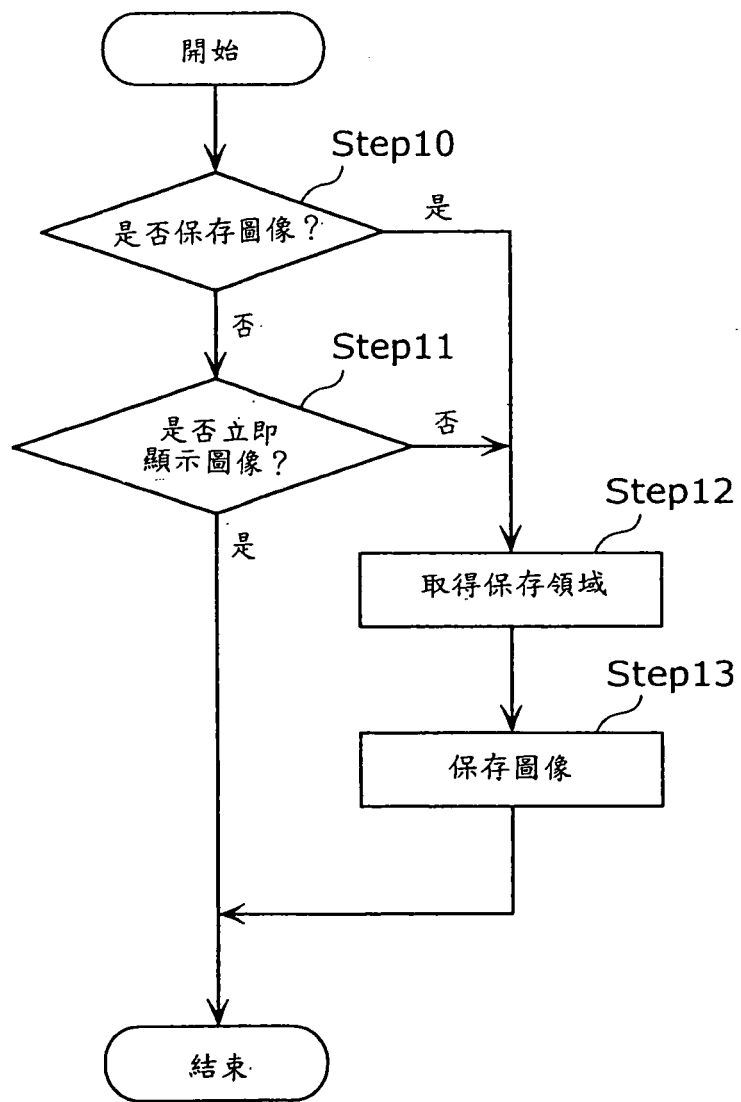 開始
Step10
是否保存圖像？
是
否
Step11
是否立即
顯示圖像？
否
是
Step12
取得保存領域
Step13
保存圖像
結束